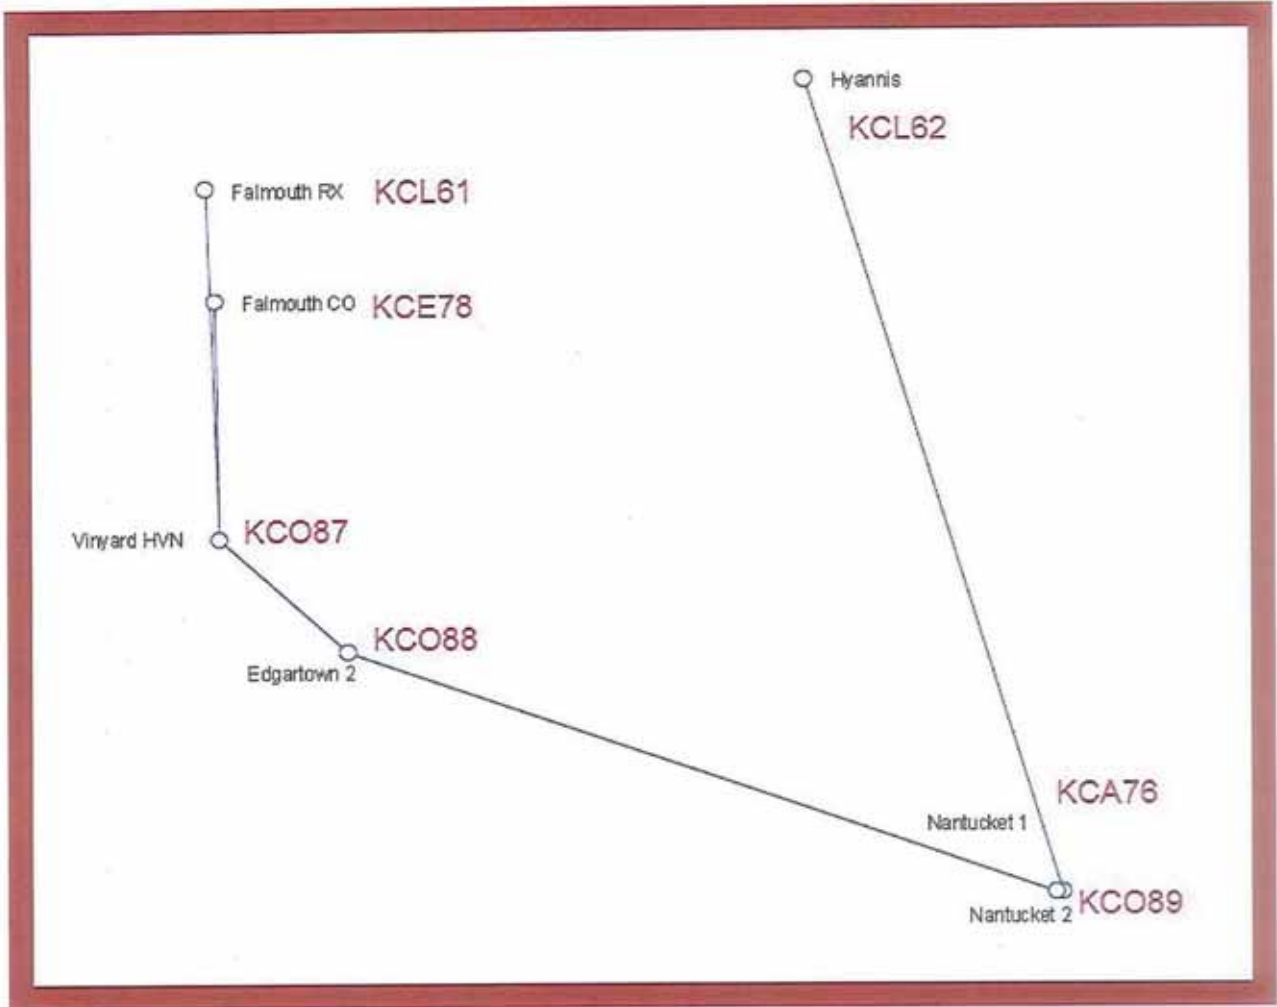 Hyannis
KCL62
Falmouth RX KCL61
Falmouth CO KCE78
Vinyard HVN KCO87
KCO88
Edgartown 2
KCA76
Nantucket 1
KCO89
Nantucket 2